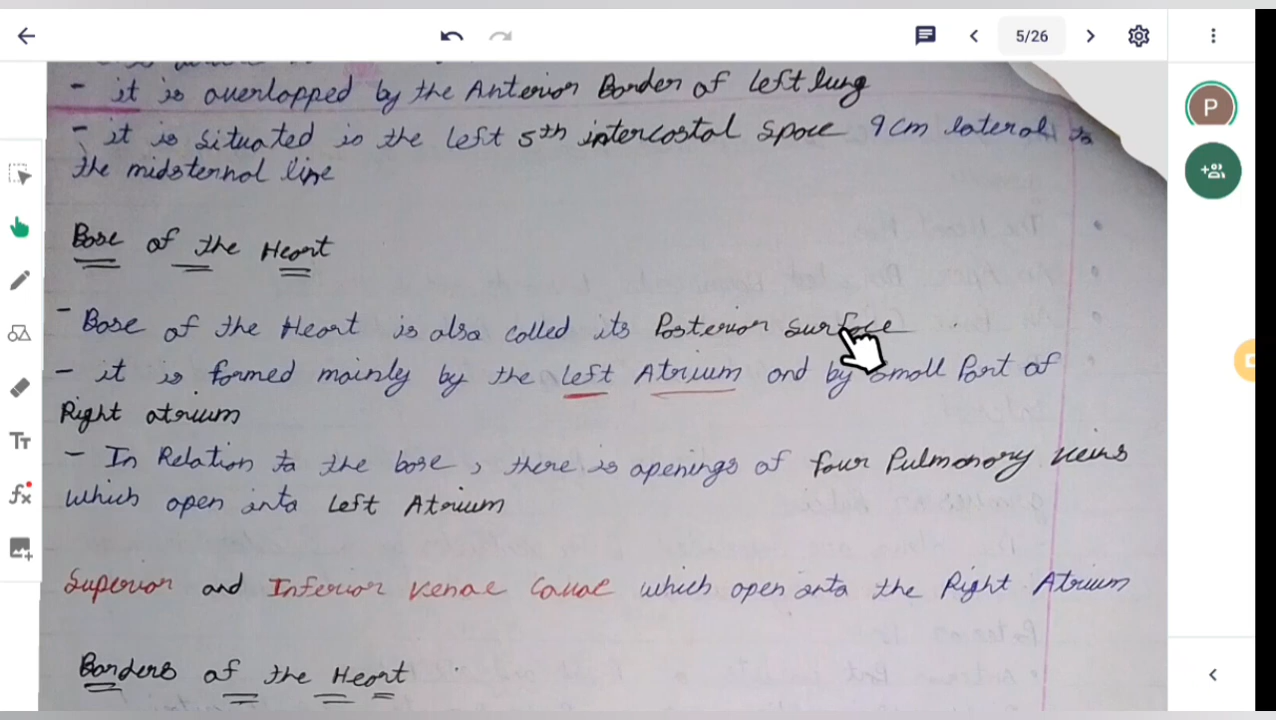 5/26
P
- it is overlapped by the Anterior Border of left lung
- it is situated in the left 5th intercostal space 9cm lateral to
the midsternal line
Base of the Heart
- Base of the Heart is also called its Posterior surface
- it is formed mainly by the Left Atrium and by small Part of
Right atrium
- In Relation to the base, there is openings of four Pulmonary veins
which open into Left Atrium
Superior and Inferior Venae Cavae which open into the Right Atrium
Borders of the Heart
Tт
fx